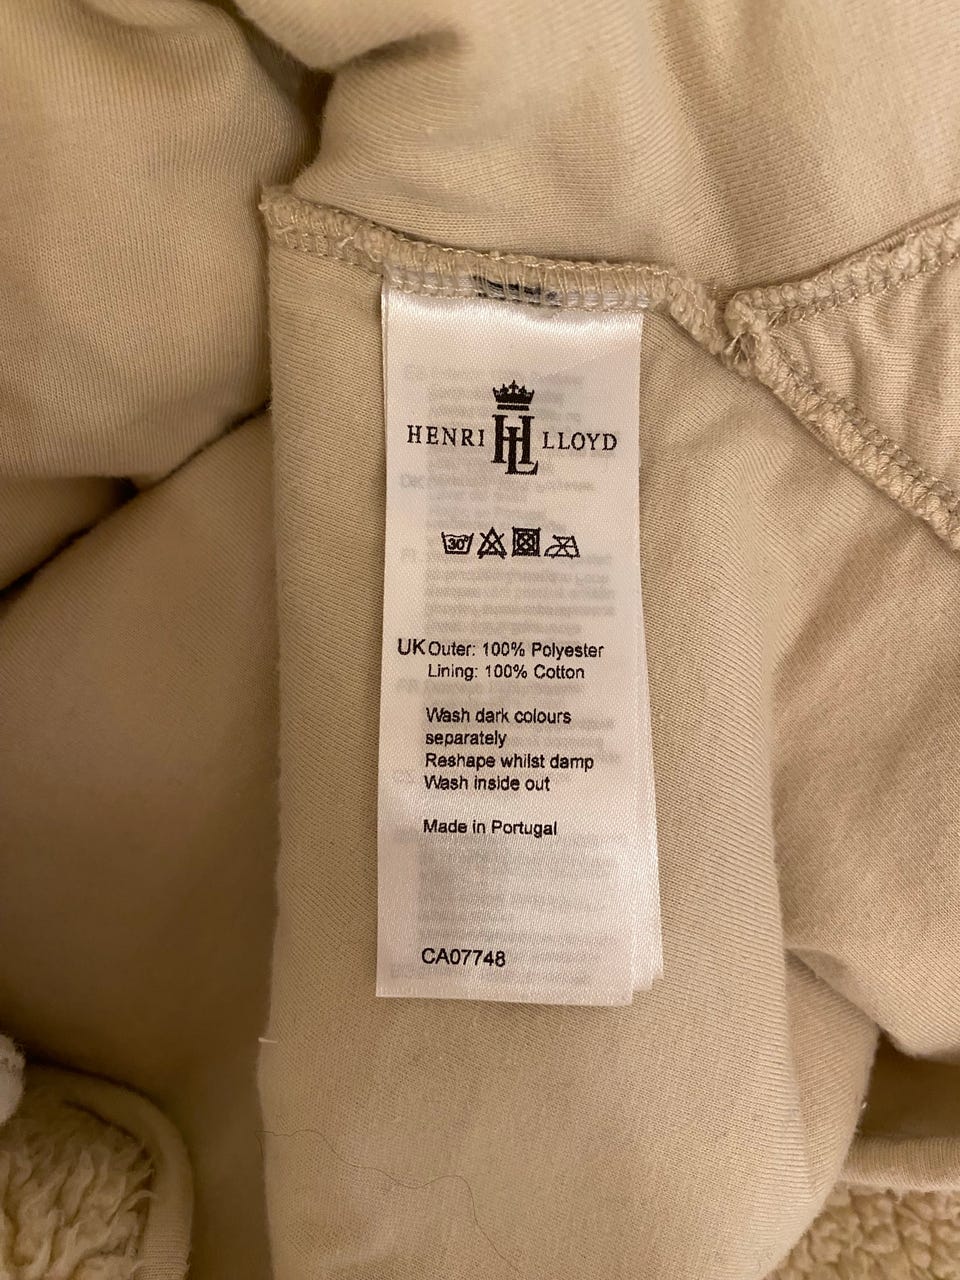 HENRI HL LLOYD
30°
UK Outer: 100% Polyester
Lining: 100% Cotton
Wash dark colours
separately
Reshape whilst damp
Wash inside out
Made in Portugal
CA07748